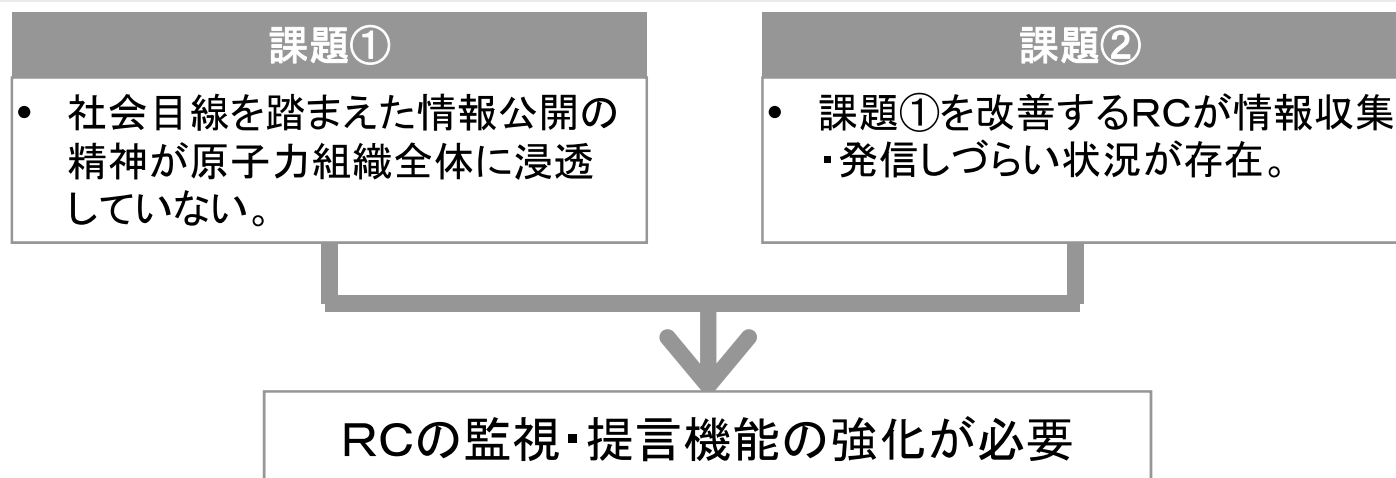 課題①
• 社会目線を踏まえた情報公開の
精神が原子力組織全体に浸透
していない。
課題②
• 課題①を改善するRCが情報収集
・発信しづらい状況が存在。
RCの監視・提言機能の強化が必要